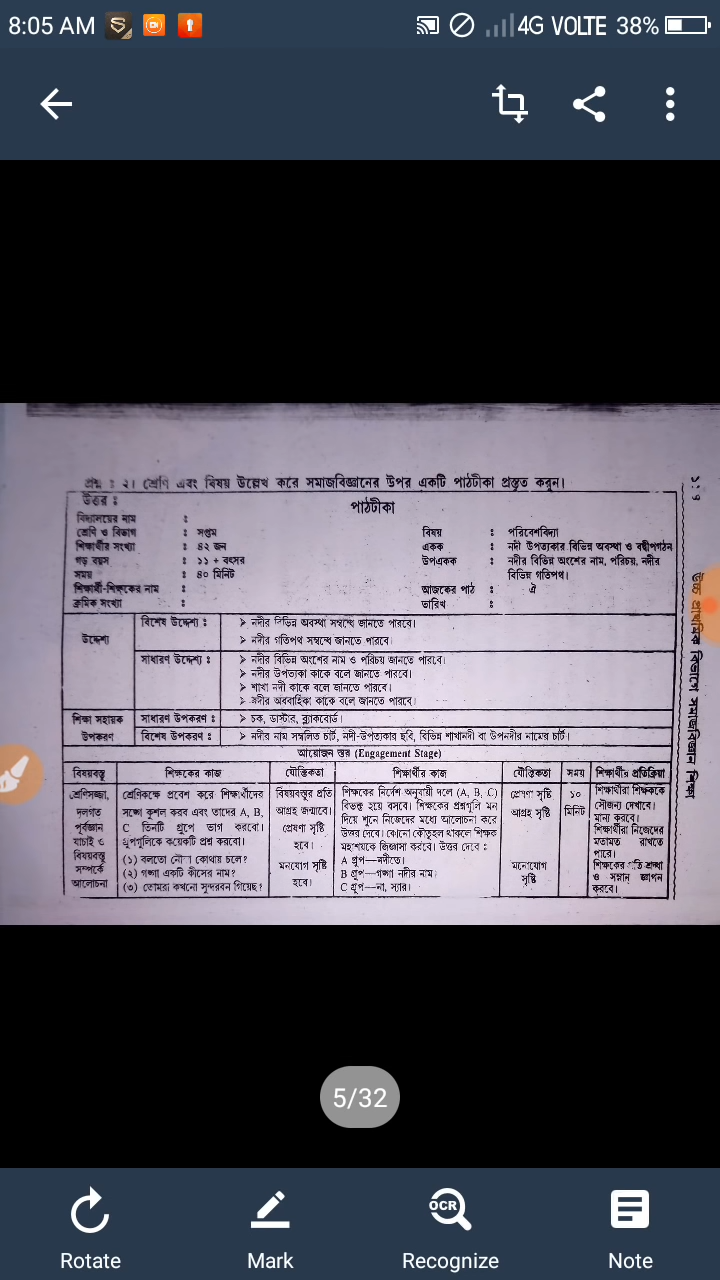 8:05 AM
4G VOLTE 38%
প্রশ্ন : ২। শ্রেণি এবং বিষয় উল্লেখ করে সমাজবিজ্ঞানের উপর একটি পাঠটীকা প্রস্তুত করুন।
উত্তর :
পাঠটীকা
বিদ্যালয়ের নাম :
শ্রেণি ও বিভাগ : সপ্তম
শিক্ষার্থীর সংখ্যা : ৪২ জন
গড় বয়স : ১১ + বৎসর
সময় : ৪০ মিনিট
শিক্ষার্থী-শিক্ষকের নাম :
ক্রমিক সংখ্যা :
বিষয় : পরিবেশবিদ্যা
একক : নদী উপত্যকার বিভিন্ন অবস্থা ও বদ্বীপগঠন
উপএকক : নদীর বিভিন্ন অংশের নাম, পরিচয়, নদীর
বিভিন্ন গতিপথ।
আজকের পাঠ : ঐ
তারিখ :
উদ্দেশ্য
বিশেষ উদ্দেশ্য :
➢ নদীর বিভিন্ন অবস্থা সম্বন্ধে জানতে পারবে।
➢ নদীর গতিপথ সম্বন্ধে জানতে পারবে।
সাধারণ উদ্দেশ্য :
➢ নদীর বিভিন্ন অংশের নাম ও পরিচয় জানতে পারবে।
➢ নদীর উপত্যকা কাকে বলে জানতে পারবে।
➢ শাখা নদী কাকে বলে জানতে পারবে।
➢ নদীর অববাহিকা কাকে বলে জানতে পারবে।
শিক্ষা সহায়ক
উপকরণ
সাধারণ উপকরণ : ➢ চক, ডাস্টার, ব্ল্যাকবোর্ড।
বিশেষ উপকরণ : ➢ নদীর নাম সম্বলিত চার্ট, নদী-উপত্যকার ছবি, বিভিন্ন শাখানদী বা উপনদীর নামের চার্ট।
আয়োজন স্তর (Engagement Stage)
বিষয়বস্তু
শিক্ষকের কাজ
যৌক্তিকতা
শিক্ষার্থীর কাজ
যৌক্তিকতা
সময়
শিক্ষার্থীর প্রতিক্রিয়া
শ্রেণিসজ্জা,
দলগত
পূর্বজ্ঞান
যাচাই ও
বিষয়বস্তু
সম্পর্কে
আলোচনা
শ্রেণিকক্ষে প্রবেশ করে শিক্ষার্থীদের
সঙ্গে কুশল করব এবং তাদের A, B,
C তিনটি গ্রুপে ভাগ করবো।
গ্রুপগুলিকে কয়েকটি প্রশ্ন করবো।
(১) বলতো নৌকা কোথায় চলে?
(২) গঙ্গা একটি কীসের নাম?
(৩) তোমরা কখনো সুন্দরবন গিয়েছ?
বিষয়বস্তুর প্রতি
আগ্রহ জন্মাবে।
প্রেষণা সৃষ্টি
হবে।
মনযোগ সৃষ্টি
হবে।
শিক্ষকের নির্দেশ অনুযায়ী দলে (A, B, C)
বিভক্ত হয়ে বসবে। শিক্ষকের প্রশ্নগুলি মন
দিয়ে শুনে নিজেদের মধ্যে আলোচনা করে
উত্তর দেবে। কোনো কৌতূহল থাকলে শিক্ষক
মহাশয়কে জিজ্ঞাসা করবে। উত্তর দেবে :
A গ্রুপ—নদীতে।
B গ্রুপ—গঙ্গা নদীর নাম।
C গ্রুপ—না, স্যার।
প্রেষণা সৃষ্টি
আগ্রহ সৃষ্টি
মনোযোগ
সৃষ্টি
১০
মিনিট
শিক্ষার্থীরা শিক্ষককে
সৌজন্য দেখাবে।
মান্য করবে।
শিক্ষার্থীরা নিজেদের
মতামত রাখতে
পারে।
শিক্ষকের প্রতি শ্রদ্ধা
ও সম্মান জ্ঞাপন
করবে।
উচ্চ প্রাথমিক বিভাগে সমাজবিজ্ঞান শিক্ষা
5/32
Rotate
Mark
OCR
Recognize
Note